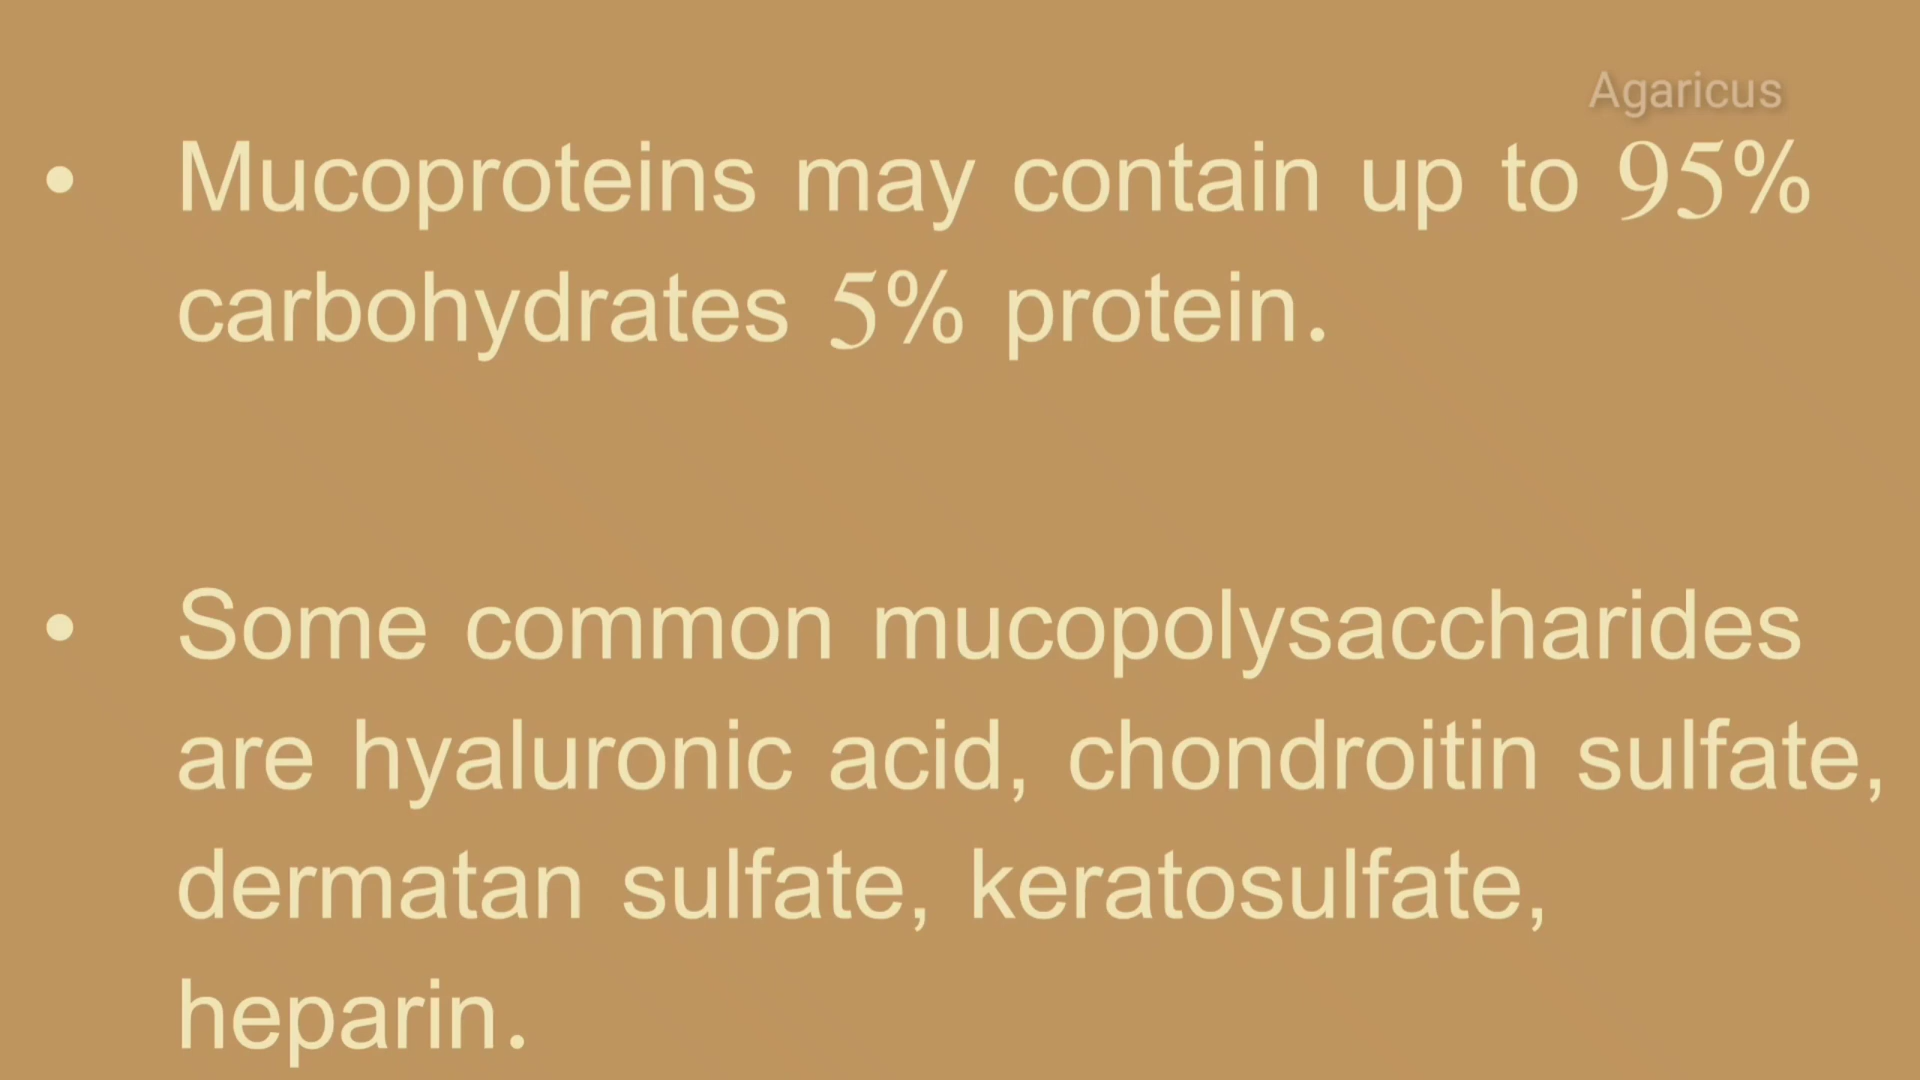 Agaricus
• Mucoproteins may contain up to 95%
carbohydrates 5% protein.
• Some common mucopolysaccharides
are hyaluronic acid, chondroitin sulfate,
dermatan sulfate, keratosulfate,
heparin.